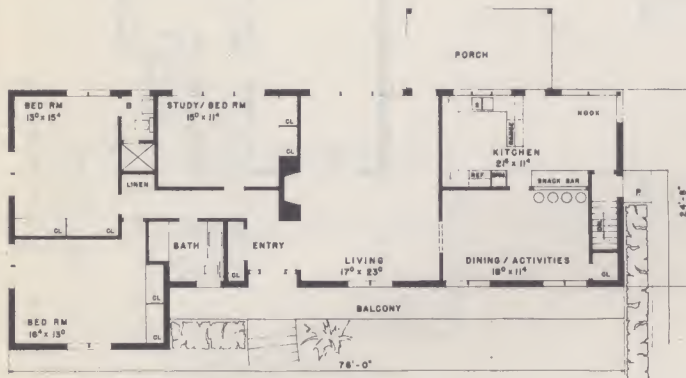 PORCH
BED RM
13⁰ x 15⁴
B
STUDY/BED RM
15⁰ x 11⁴
CL
CL
S
NOOK
RANGE
KITCHEN
21⁸ x 11⁴
LINEN
REF
SNACK BAR
R
24'-8"
CL
CL
BATH
CL
ENTRY
LIVING
17⁰ x 23⁰
DINING / ACTIVITIES
18⁰ x 11⁴
CL
CL
BALCONY
BED RM
16⁴ x 13⁰
CL
76'-0"